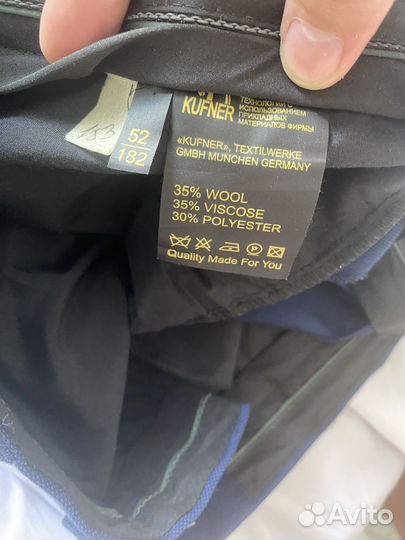 KUFNER
ТЕХНОЛОГИИ С
ИСПОЛЬЗОВАНИЕМ
ПРИКЛАДНЫХ
МАТЕРИАЛОВ ФИРМЫ
«KUFNER», TEXTILWERKE
GMBH MUNCHEN GERMANY
35% WOOL
35% VISCOSE
30% POLYESTER
Quality Made For You
52
182
183
Avito